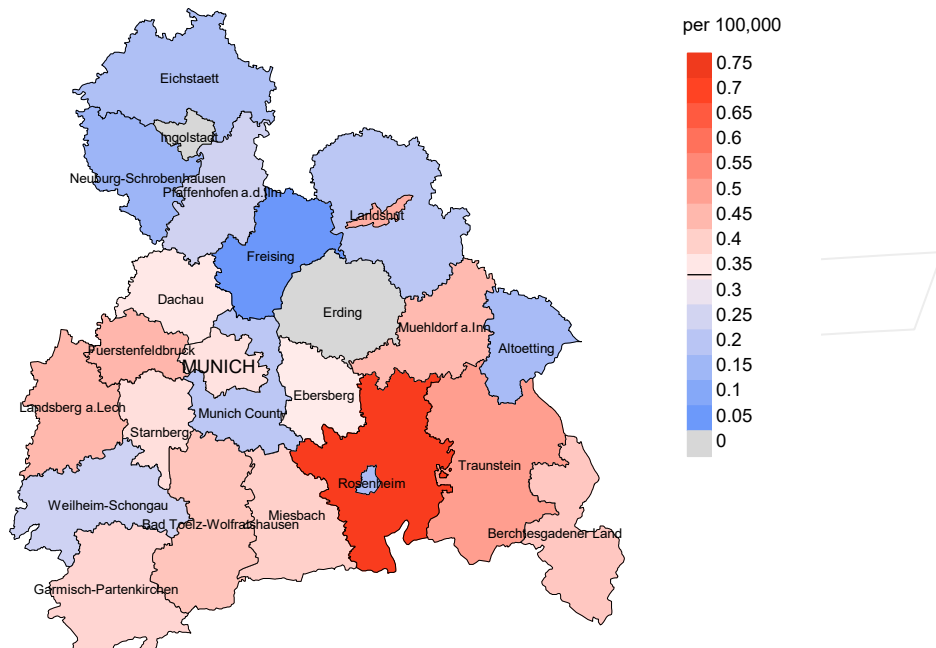 per 100,000
0.75
0.7
0.65
0.6
0.55
0.5
0.45
0.4
0.35
0.3
0.25
0.2
0.15
0.1
0.05
0
Eichstaett
Ingolstadt
Neuburg-Schrobenhausen
Pfaffenhofen a.d.Ilm
Landshut
Freising
Dachau
Erding
Muehldorf a.Inn
Altoetting
Fuerstenfeldbruck
MUNICH
Ebersberg
Landsberg a.Lech
Munich County
Starnberg
Traunstein
Rosenheim
Weilheim-Schongau
Miesbach
Bad Toelz-Wolfratshausen
Berchtesgadener Land
Garmisch-Partenkirchen